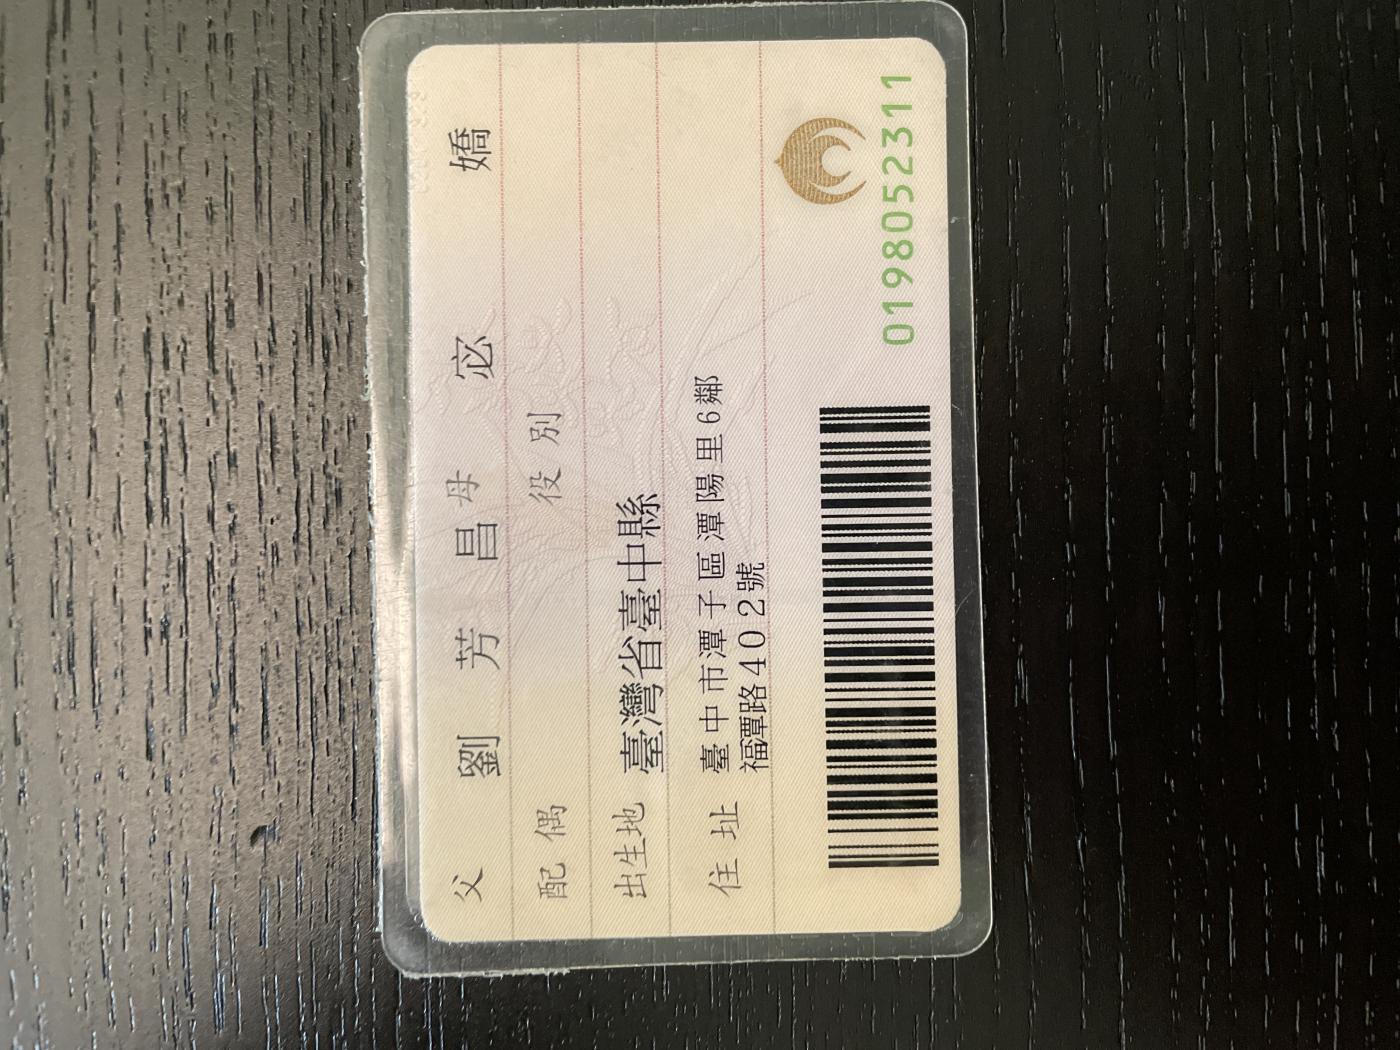 父 劉芳昌 母 宓嬌
配偶 役別
出生地 臺灣省臺中縣
住址 臺中市潭子區潭陽里6鄰
福潭路402號
0198052311